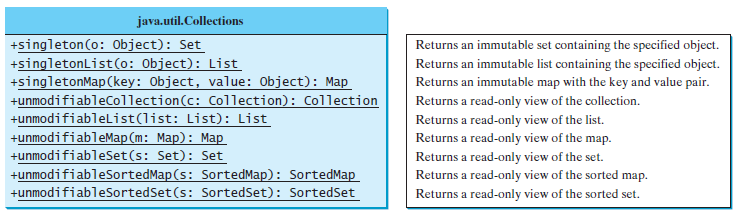 java.util.Collections
+singleton(o: Object): Set
+singletonList(o: Object): List
+singletonMap(key: Object, value: Object): Map
+unmodifiableCollection(c: Collection): Collection
+unmodifiableList(list: List): List
+unmodifiableMap(m: Map): Map
+unmodifiableSet(s: Set): Set
+unmodifiableSortedMap(s: SortedMap): SortedMap
+unmodifiableSortedSet(s: SortedSet): SortedSet
Returns an immutable set containing the specified object.
Returns an immutable list containing the specified object.
Returns an immutable map with the key and value pair.
Returns a read-only view of the collection.
Returns a read-only view of the list.
Returns a read-only view of the map.
Returns a read-only view of the set.
Returns a read-only view of the sorted map.
Returns a read-only view of the sorted set.